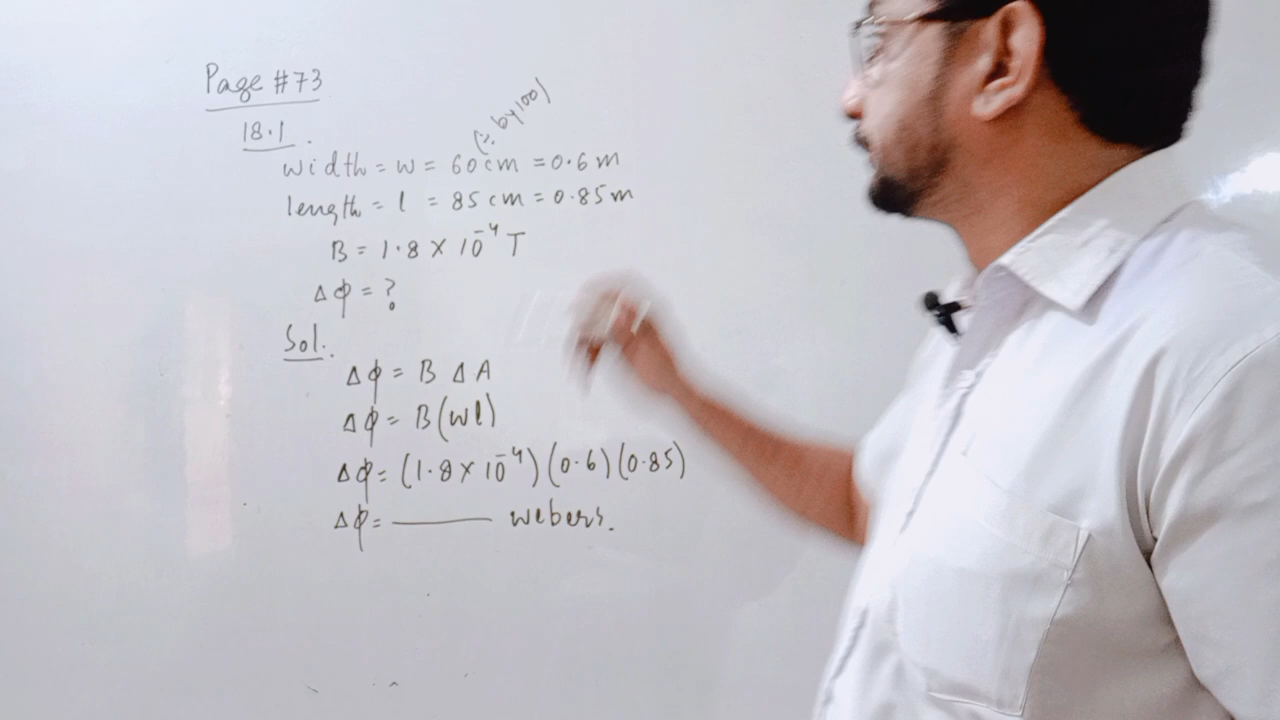 Page #73
18.1.
(÷ by 100)
width = w = 60 cm = 0.6 m
length = l = 85 cm = 0.85 m
B = 1.8 × 10⁻⁴ T
Δϕ = ?
Sol.
Δϕ = B ΔA
Δϕ = B(wl)
Δϕ = (1.8 × 10⁻⁴)(0.6)(0.85)
Δϕ = ______ webers.